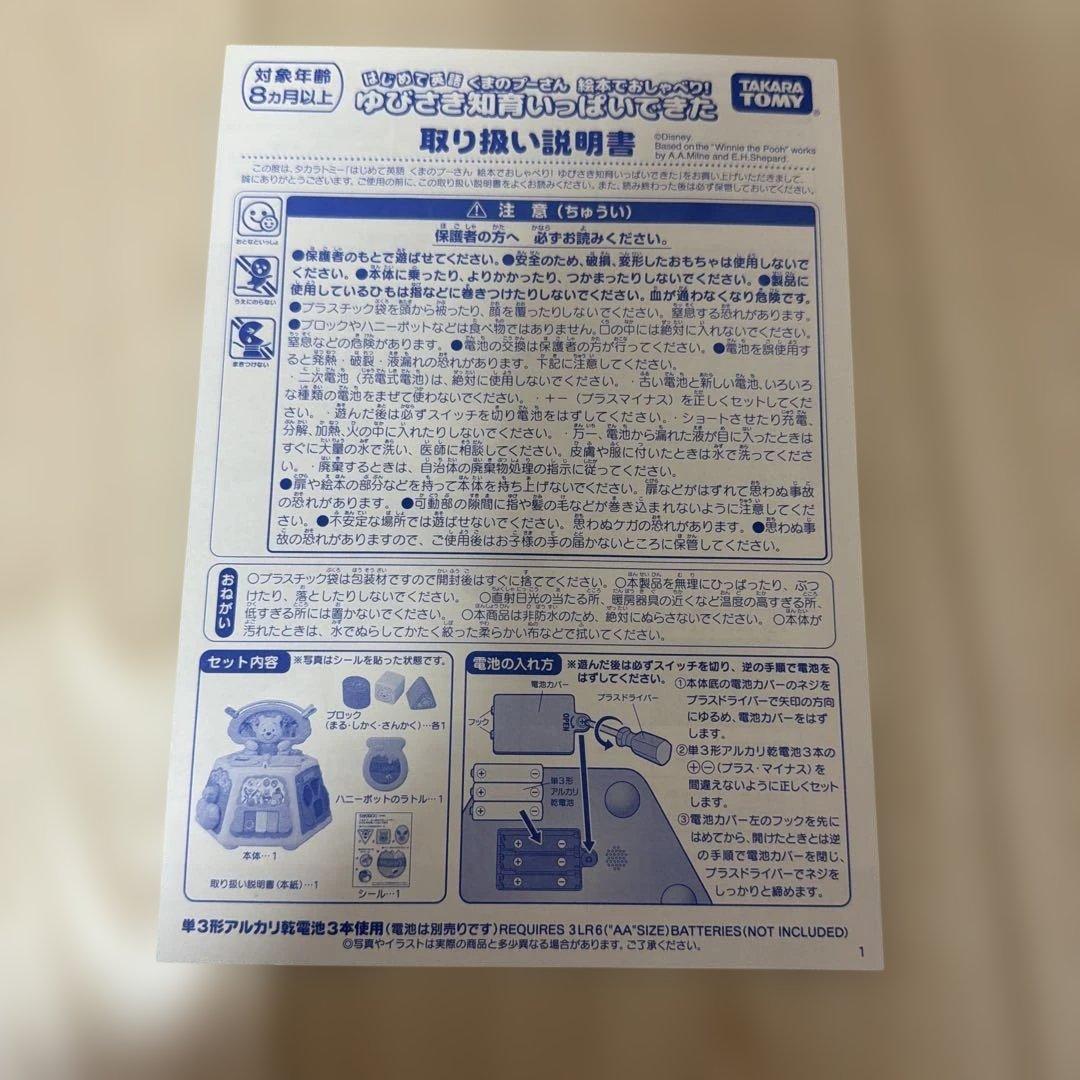 対象年齢
8ヵ月以上
はじめて英語 くまのプーさん 絵本でおしゃべり!
ゆびさき知育いっぱいできた
取り扱い説明書
TAKARA
TOMY
©Disney.
Based on the "Winnie the Pooh" works
by A.A.Milne and E.H.Shepard.
この度は、タカラトミー「はじめて英語 くまのプーさん 絵本でおしゃべり! ゆびさき知育いっぱいできた」をお買い上げいただきまして、
誠にありがとうございます。ご使用の前に、この取り扱い説明書をよくお読みください。また、読み終わった後は必ず保管しておいてください。
おとなといっしょ
うえにのらない
まきつけない
注 意(ちゅうい)
保護者の方へ 必ずお読みください。
●保護者のもとで遊ばせてください。●安全のため、破損、変形したおもちゃは使用しないで
ください。●本体に乗ったり、よりかかったり、つかまったりしないでください。●製品に
使用しているひもは指などに巻きつけたりしないでください。血が通わなくなり危険です。
●プラスチック袋を頭から被ったり、顔を覆ったりしないでください。窒息する恐れがあります。
●ブロックやハニーポットなどは食べ物ではありません。口の中には絶対に入れないでください。
窒息などの危険があります。●電池の交換は保護者の方が行ってください。●電池を誤使用す
ると発熱・破裂・液漏れの恐れがあります。下記に注意してください。
・二次電池(充電式電池)は、絶対に使用しないでください。・古い電池と新しい電池、いろいろ
な種類の電池をまぜて使わないでください。・+−(プラスマイナス)を正しくセットしてくださ
い。・遊んだ後は必ずスイッチを切り電池をはずしてください。・ショートさせたり充電、
分解、加熱、火の中に入れたりしないでください。・万一、電池から漏れた液が目に入ったときは
すぐに大量の水で洗い、医師に相談してください。皮膚や服に付いたときは水で洗ってくださ
い。・廃棄するときは、自治体の廃棄物処理の指示に従ってください。
●扉や絵本の部分などを持って本体を持ち上げないでください。扉などがはずれて思わぬ事故
の恐れがあります。●可動部の隙間に指や髪の毛などが巻き込まれないように注意してくだ
さい。●不安定な場所では遊ばせないでください。思わぬケガの恐れがあります。●思わぬ事
故の恐れがありますので、ご使用後はお子様の手の届かないところに保管してください。
おねがい
○プラスチック袋は包装材ですので開封後はすぐに捨ててください。○本製品を無理にひっぱったり、ぶつ
けたり、落としたりしないでください。○直射日光の当たる所、暖房器具の近くなど温度の高すぎる所、
低すぎる所には置かないでください。○本商品は非防水のため、絶対にぬらさないでください。○本体が
汚れたときは、水でぬらしてかたく絞った柔らかい布などで拭いてください。
セット内容
※写真はシールを貼った状態です。
ブロック
(まる・しかく・さんかく)…各1
ハニーポットのラトル…1
本体…1
取り扱い説明書(本紙)…1
シール…1
電池の入れ方
※遊んだ後は必ずスイッチを切り、逆の手順で電池を
はずしてください。
電池カバー
プラスドライバー
フック
OPEN
単3形
アルカリ
乾電池
①本体底の電池カバーのネジを
プラスドライバーで矢印の方向
にゆるめ、電池カバーをはず
します。
②単3形アルカリ乾電池3本の
⊕⊖(プラス・マイナス)を
間違えないように正しくセット
します。
③電池カバー左のフックを先に
はめてから、開けたときとは逆
の手順で電池カバーを閉じ、
プラスドライバーでネジを
しっかりと締めます。
単3形アルカリ乾電池3本使用(電池は別売りです)REQUIRES 3LR6("AA"SIZE)BATTERIES(NOT INCLUDED)
◎写真やイラストは実際の商品と多少異なる場合があります。ご了承ください。
1